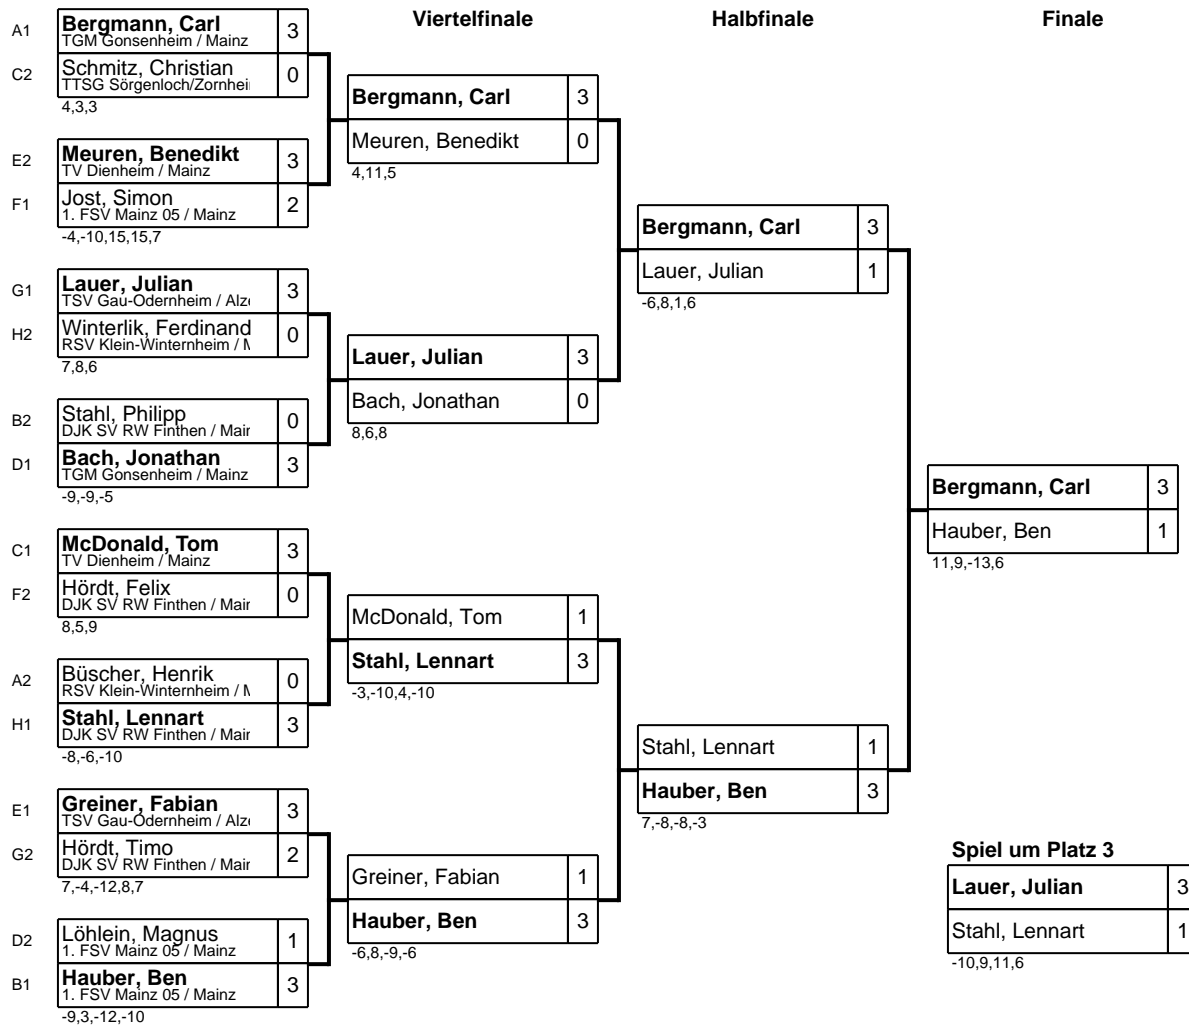 Viertelfinale
Halbfinale
Finale
A1
Bergmann, Carl
TGM Gonsenheim / Mainz
3
C2
Schmitz, Christian
TTSG Sörgenloch/Zornhei
0
4,3,3
E2
Meuren, Benedikt
TV Dienheim / Mainz
3
F1
Jost, Simon
1. FSV Mainz 05 / Mainz
2
-4,-10,15,15,7
G1
Lauer, Julian
TSV Gau-Odernheim / Alz
3
H2
Winterlik, Ferdinand
RSV Klein-Winternheim /
0
7,8,6
B2
Stahl, Philipp
DJK SV RW Finthen / Mai
0
D1
Bach, Jonathan
TGM Gonsenheim / Mainz
3
-9,-9,-5
C1
McDonald, Tom
TV Dienheim / Mainz
3
F2
Hördt, Felix
DJK SV RW Finthen / Mai
0
8,5,9
A2
Büscher, Henrik
RSV Klein-Winternheim /
0
H1
Stahl, Lennart
DJK SV RW Finthen / Mai
3
-8,-6,-10
E1
Greiner, Fabian
TSV Gau-Odernheim / Alz
3
G2
Hördt, Timo
DJK SV RW Finthen / Mai
2
7,-4,-12,8,7
D2
Löhlein, Magnus
1. FSV Mainz 05 / Mainz
1
B1
Hauber, Ben
1. FSV Mainz 05 / Mainz
3
-9,3,-12,-10
Bergmann, Carl
3
Meuren, Benedikt
0
4,11,5
Lauer, Julian
3
Bach, Jonathan
0
8,6,8
McDonald, Tom
1
Stahl, Lennart
3
-3,-10,4,-10
Greiner, Fabian
1
Hauber, Ben
3
-6,8,-9,-6
Bergmann, Carl
3
Lauer, Julian
1
-6,8,1,6
Stahl, Lennart
1
Hauber, Ben
3
7,-8,-8,-3
Bergmann, Carl
3
Hauber, Ben
1
11,9,-13,6
Spiel um Platz 3
Lauer, Julian
3
Stahl, Lennart
1
-10,9,11,6